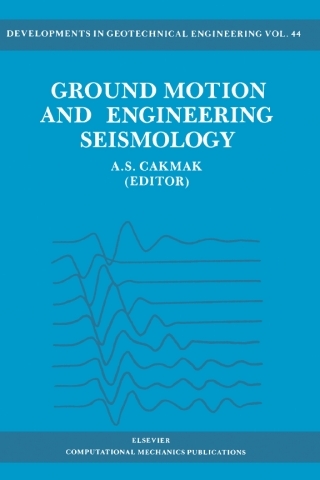 DEVELOPMENTS IN GEOTECHNICAL ENGINEERING VOL. 44
GROUND MOTION
AND ENGINEERING
SEISMOLOGY
A.S. CAKMAK
(EDITOR)
ELSEVIER
COMPUTATIONAL MECHANICS PUBLICATIONS